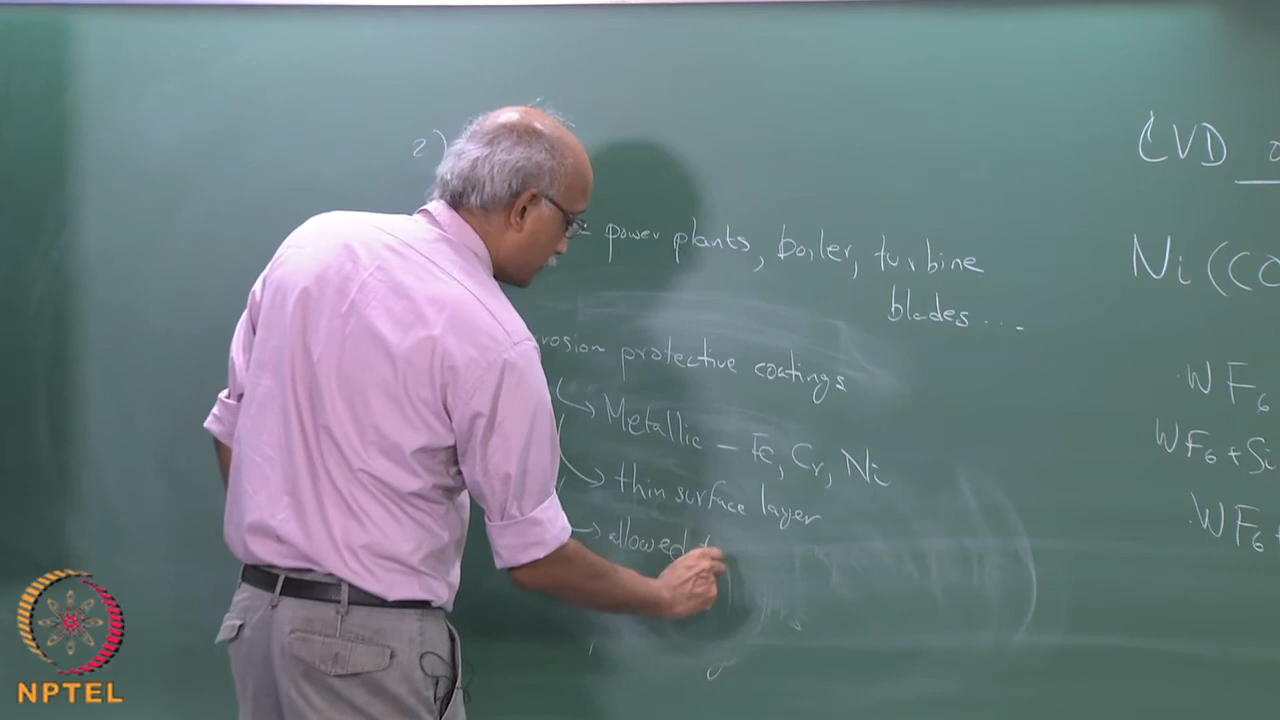 2)
power plants, boiler, turbine
blades ...
rosion protective coatings
Metallic - Fe, Cr, Ni
thin surface layer
allowed t
CVD o
Ni(CO
WF6
WF6 + Si
WF6 +
NPTEL